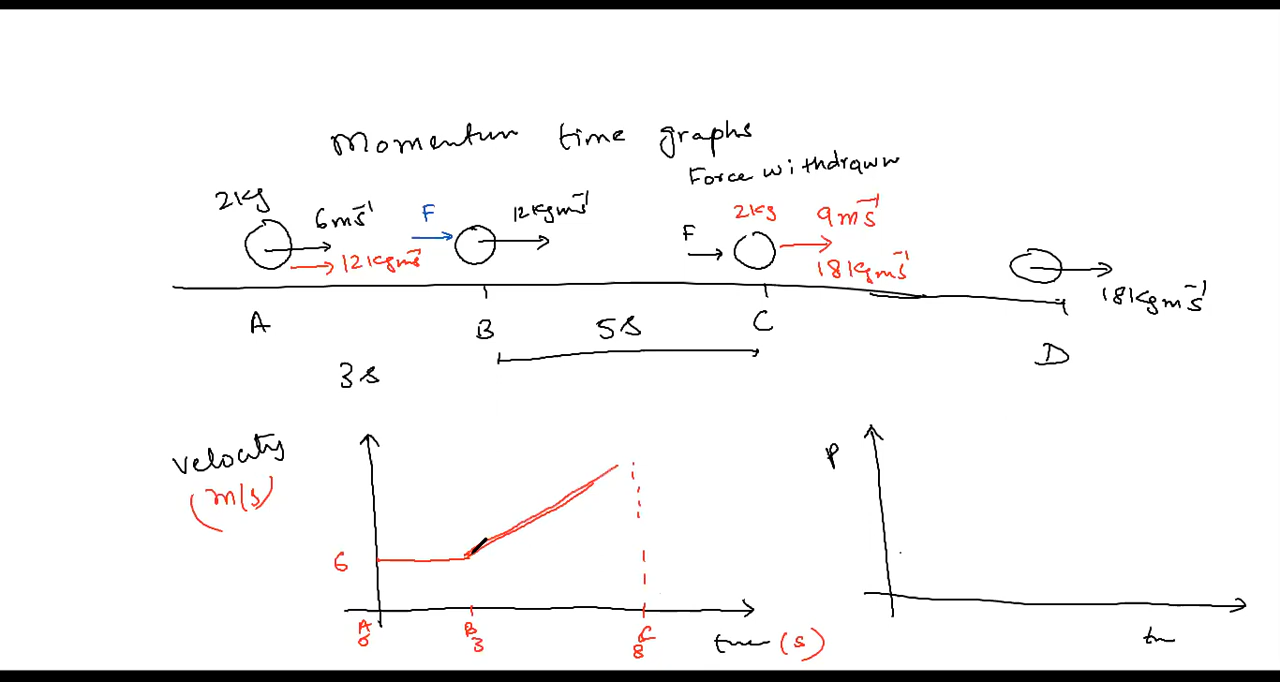 Momentum time graphs
Force withdrawn
2kg
6ms⁻¹
12kgms⁻¹
F
12kgms⁻¹
F
2kg
9ms⁻¹
18kgms⁻¹
18kgms⁻¹
A
B
5s
C
D
3s
velocity
(m/s)
6
A
0
B
3
C
8
time (s)
P